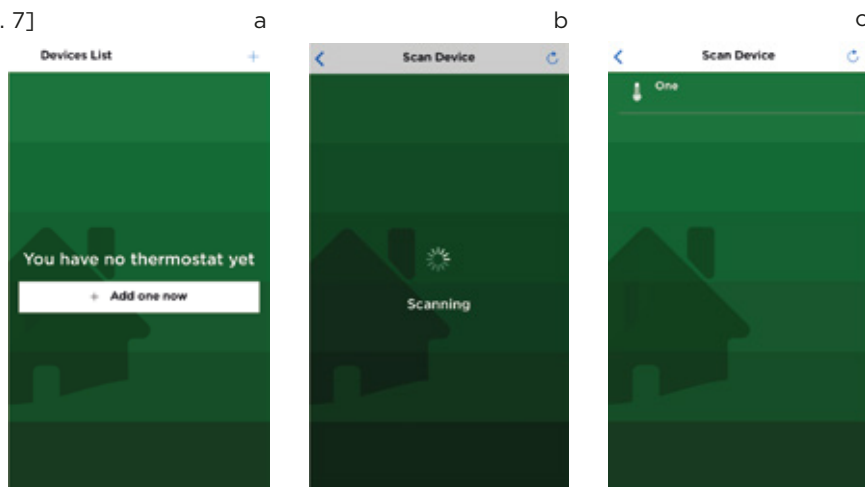 . 7]
a
b
Devices List +
Scan Device
Scan Device
One
You have no thermostat yet
+ Add one now
Scanning